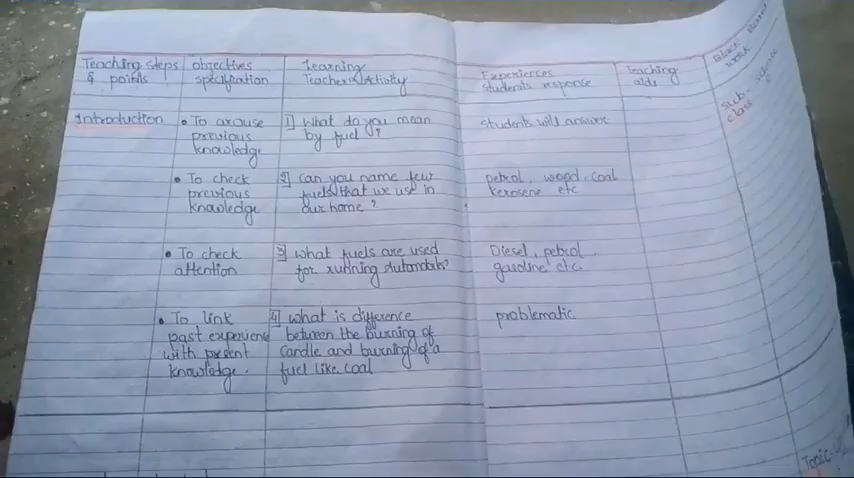 Teaching steps
& points
objectives
specification
Learning
Teacher Activity
Experiences
students response
Teaching
aids
Black Board
work
Introduction
• To arouse
previous
knowledge
1] What do you mean
by fuel?
students will answer
Sub- science
class
• To check
previous
knowledge
2] Can you name few
fuels that we use in
our home?
petrol, wood, coal
kerosene etc
• To check
attention
3] what fuels are used
for running
Diesel, petrol,
gasoline etc.
• To link
past experience
with present
knowledge.
4] what is difference
between the burning of
candle and burning of a
fuel like coal
problematic
Topic-